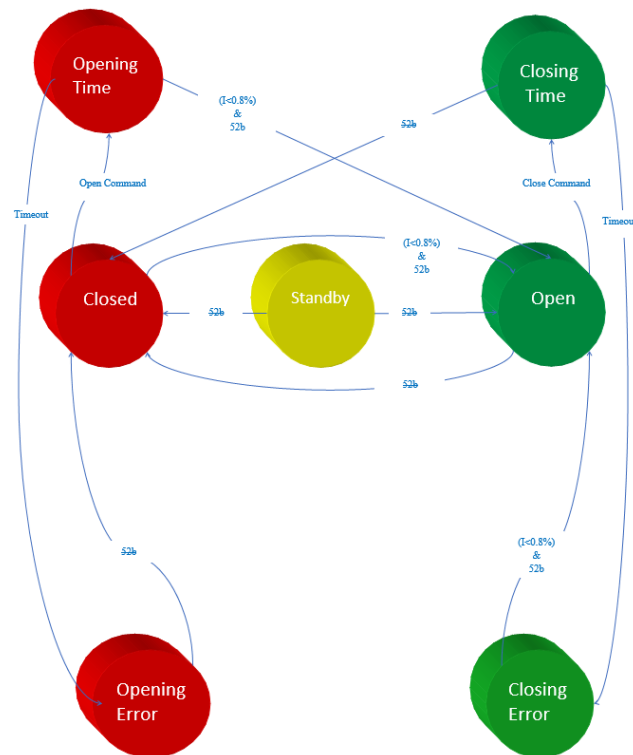 Opening
Time
Closing
Time
(I<0.8%)
&
52b
52b
Open Command
Close Command
Timeout
Timeout
Closed
(I<0.8%)
&
52b
Standby
Open
52b
52b
52b
52b
(I<0.8%)
&
52b
Opening
Error
Closing
Error